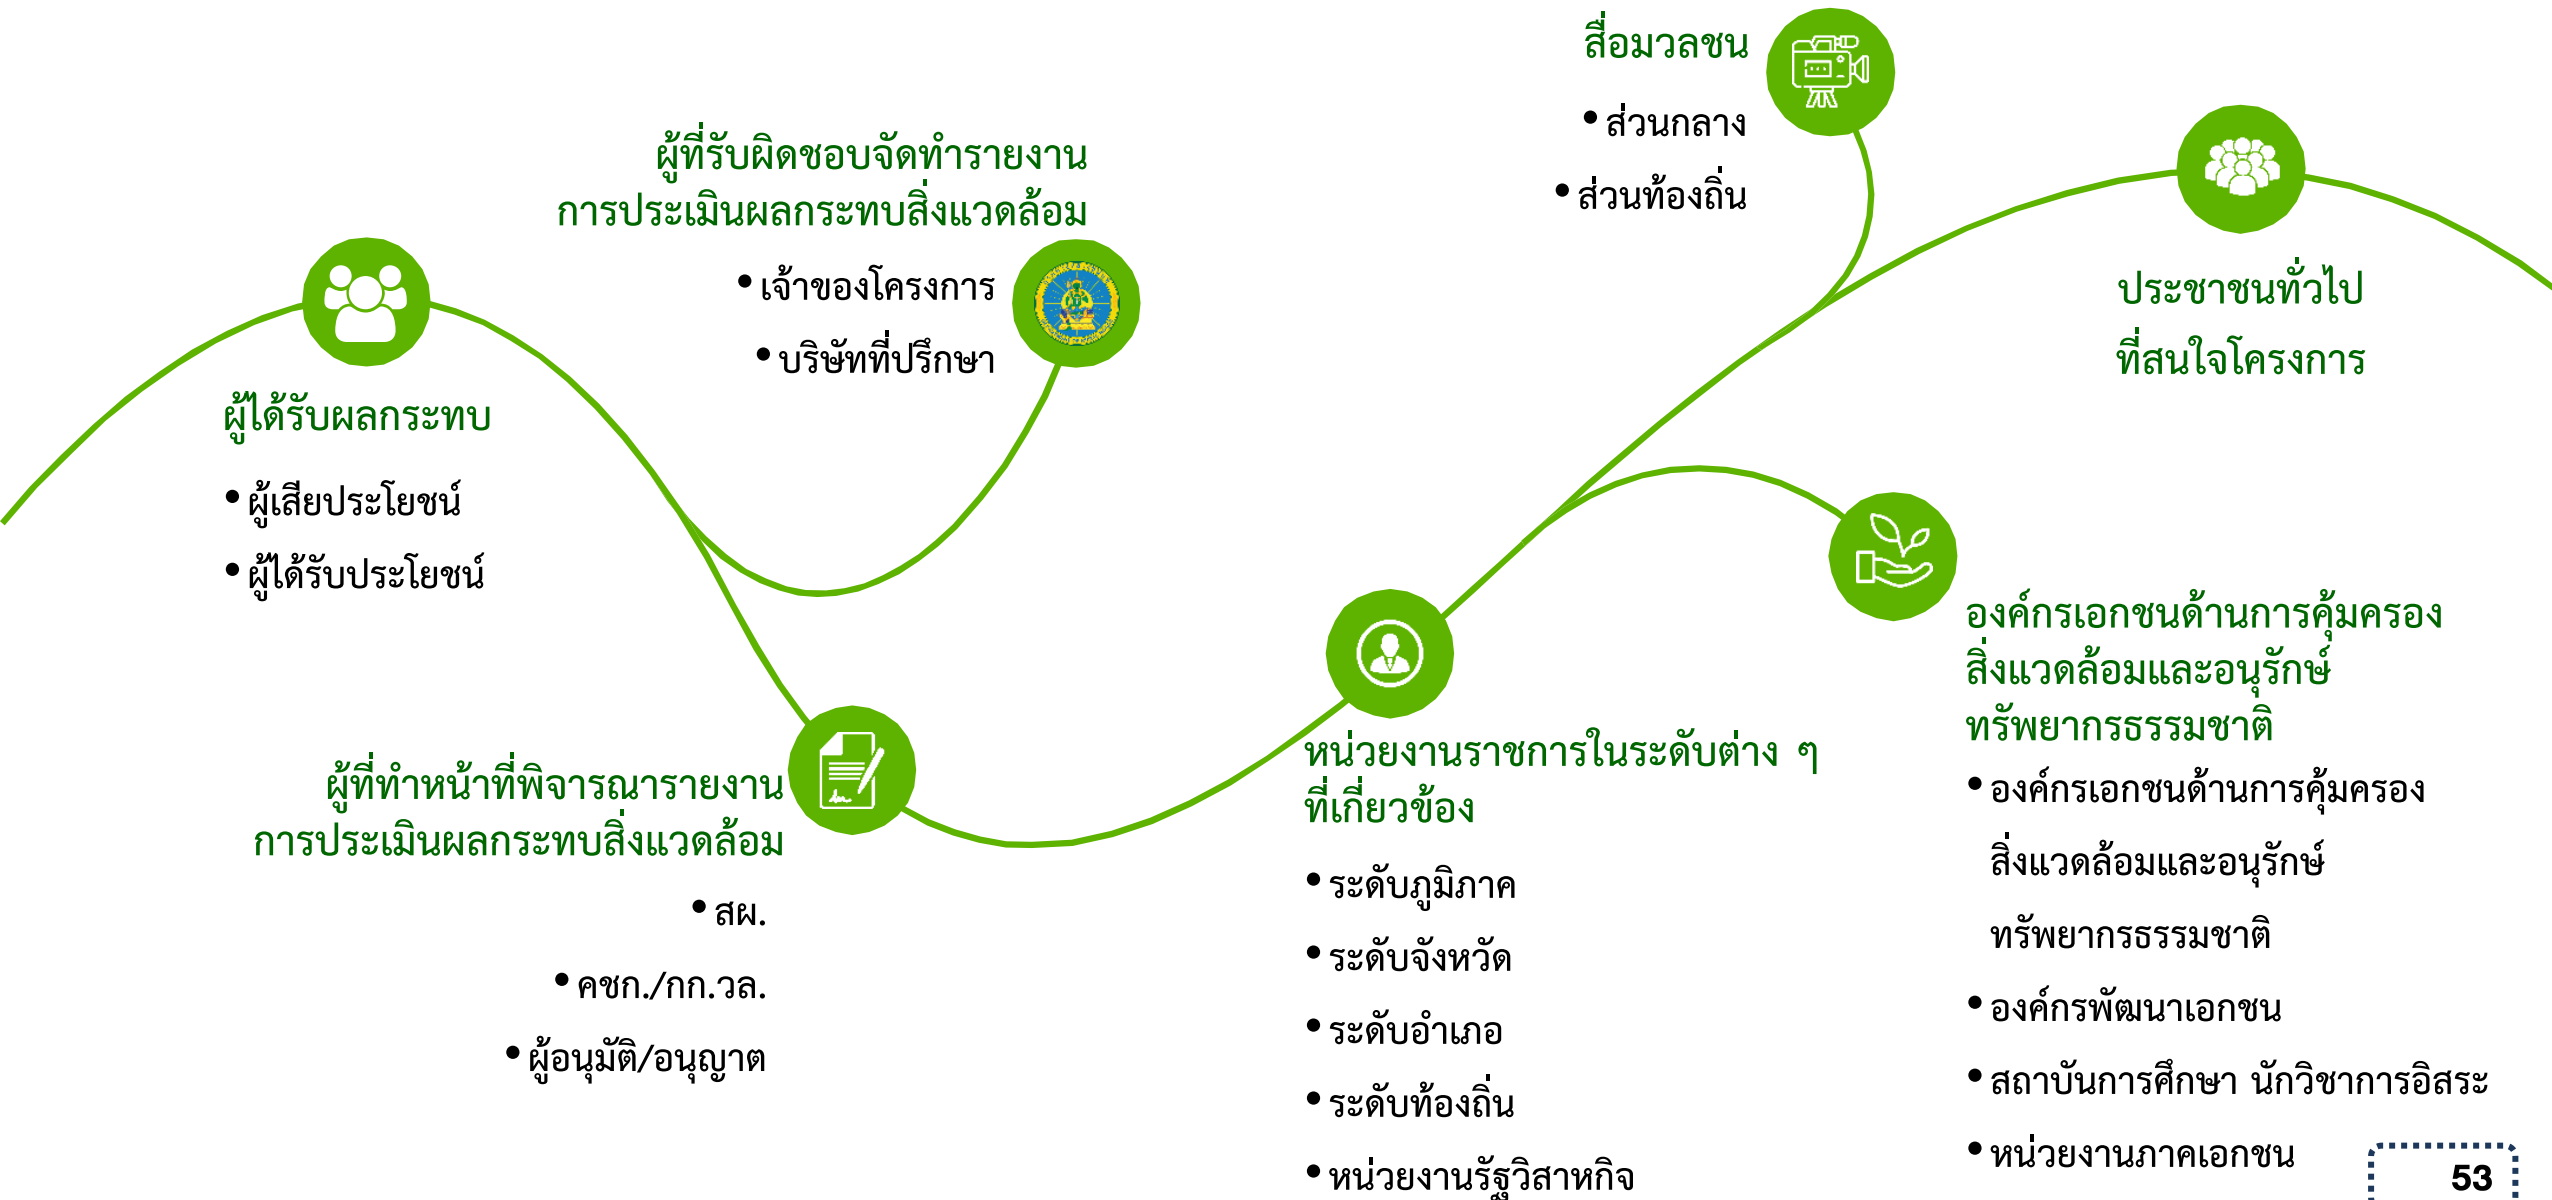 ผู้ได้รับผลกระทบ
• ผู้เสียประโยชน์
• ผู้ได้รับประโยชน์
ผู้ที่รับผิดชอบจัดทำรายงาน
การประเมินผลกระทบสิ่งแวดล้อม
• เจ้าของโครงการ
• บริษัทที่ปรึกษา
ผู้ที่ทำหน้าที่พิจารณารายงาน
การประเมินผลกระทบสิ่งแวดล้อม
• สผ.
• คชก./กก.วล.
• ผู้อนุมัติ/อนุญาต
หน่วยงานราชการในระดับต่าง ๆ
ที่เกี่ยวข้อง
• ระดับภูมิภาค
• ระดับจังหวัด
• ระดับอำเภอ
• ระดับท้องถิ่น
• หน่วยงานรัฐวิสาหกิจ
สื่อมวลชน
• ส่วนกลาง
• ส่วนท้องถิ่น
องค์กรเอกชนด้านการคุ้มครอง
สิ่งแวดล้อมและอนุรักษ์
ทรัพยากรธรรมชาติ
• องค์กรเอกชนด้านการคุ้มครอง
สิ่งแวดล้อมและอนุรักษ์
ทรัพยากรธรรมชาติ
• องค์กรพัฒนาเอกชน
• สถาบันการศึกษา นักวิชาการอิสระ
• หน่วยงานภาคเอกชน
ประชาชนทั่วไป
ที่สนใจโครงการ
53